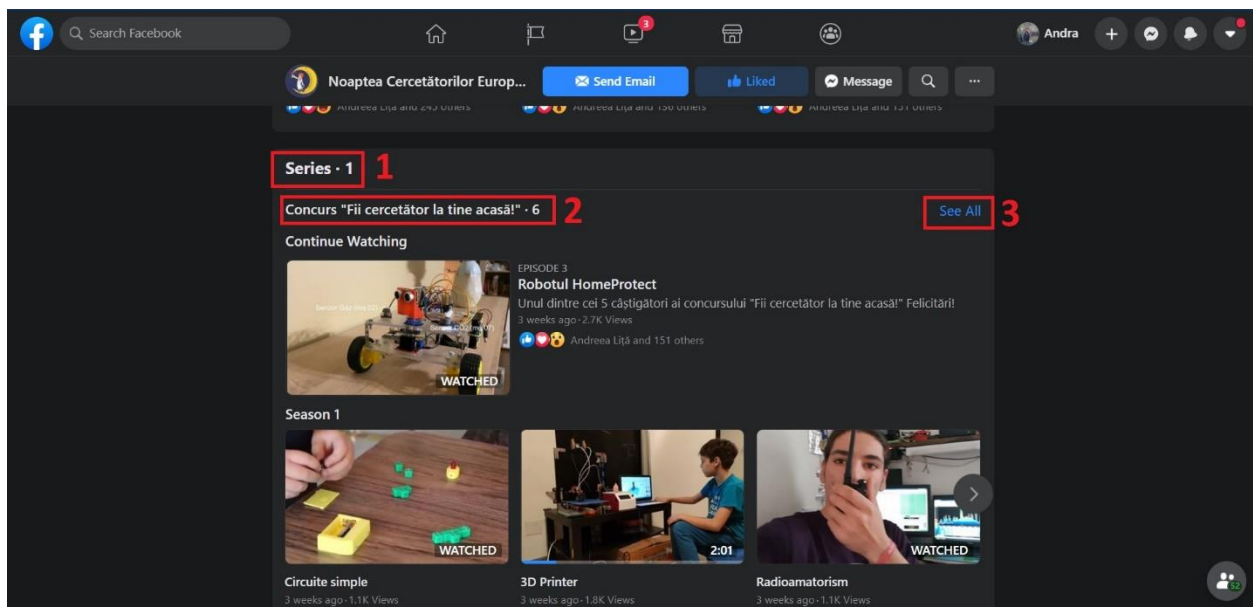 Search Facebook
3
Andra
Noaptea Cercetătorilor Europ...
Send Email
Liked
Message
Andreea Liță and 243 others
Andreea Liță and 156 others
Andreea Liță and 151 others
Series · 1
1
Concurs "Fii cercetător la tine acasă!" · 6
2
See All
3
Continue Watching
EPISODE 3
Robotul HomeProtect
Unul dintre cei 5 câștigători ai concursului "Fii cercetător la tine acasă!" Felicitări!
3 weeks ago · 2.7K Views
Andreea Liță and 151 others
WATCHED
Season 1
WATCHED
2:01
WATCHED
Circuite simple
3D Printer
Radioamatorism
3 weeks ago · 1.1K Views
3 weeks ago · 1.8K Views
3 weeks ago · 1.1K Views
52